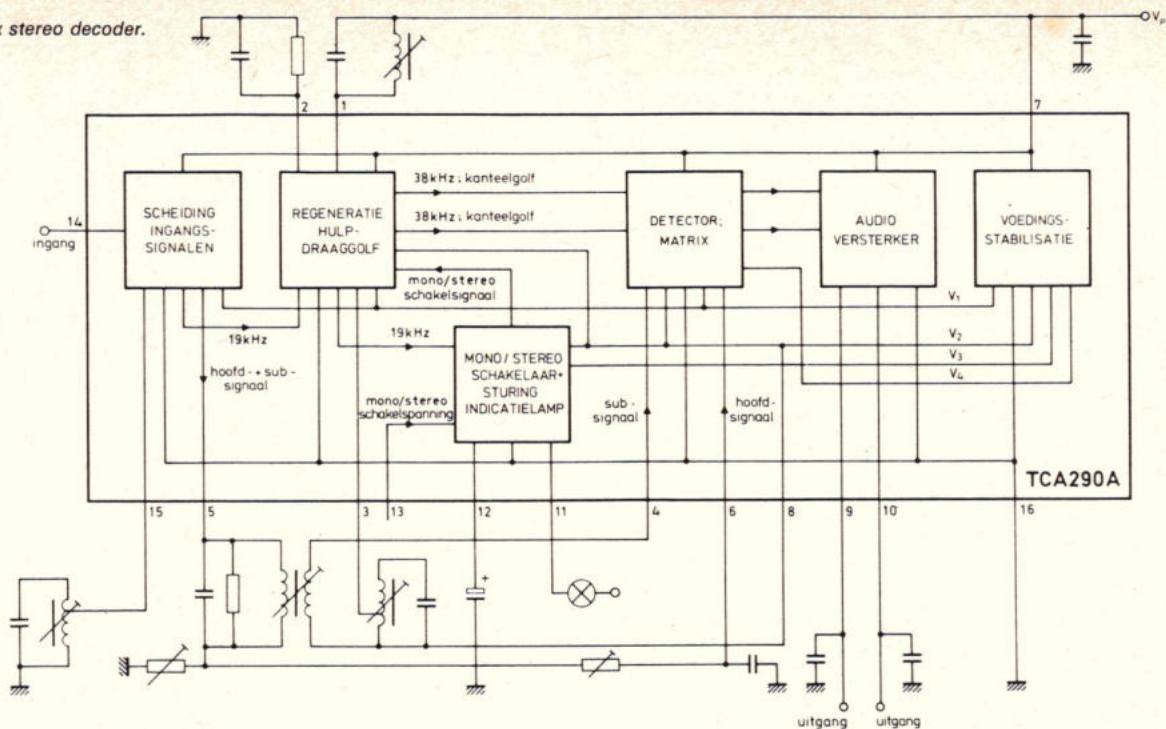 x stereo decoder.
Vp
2
1
7
14
ingang
SCHEIDING
INGANGS-
SIGNALEN
REGENERATIE
HULP-
DRAAGGOLF
38kHz; kanteelgolf
38kHz; kanteelgolf
mono/stereo
schakelsignaal
DETECTOR;
MATRIX
AUDIO
VERSTERKER
VOEDINGS-
STABILISATIE
V1
V2
V3
V4
19kHz
19kHz
hoofd- + sub-
signaal
mono/stereo
schakelspanning
MONO/STEREO
SCHAKELAAR+
STURING
INDICATIELAMP
sub-
signaal
hoofd-
signaal
TCA290A
15
5
3
13
12
11
4
6
8
9
10
16
+
uitgang
uitgang